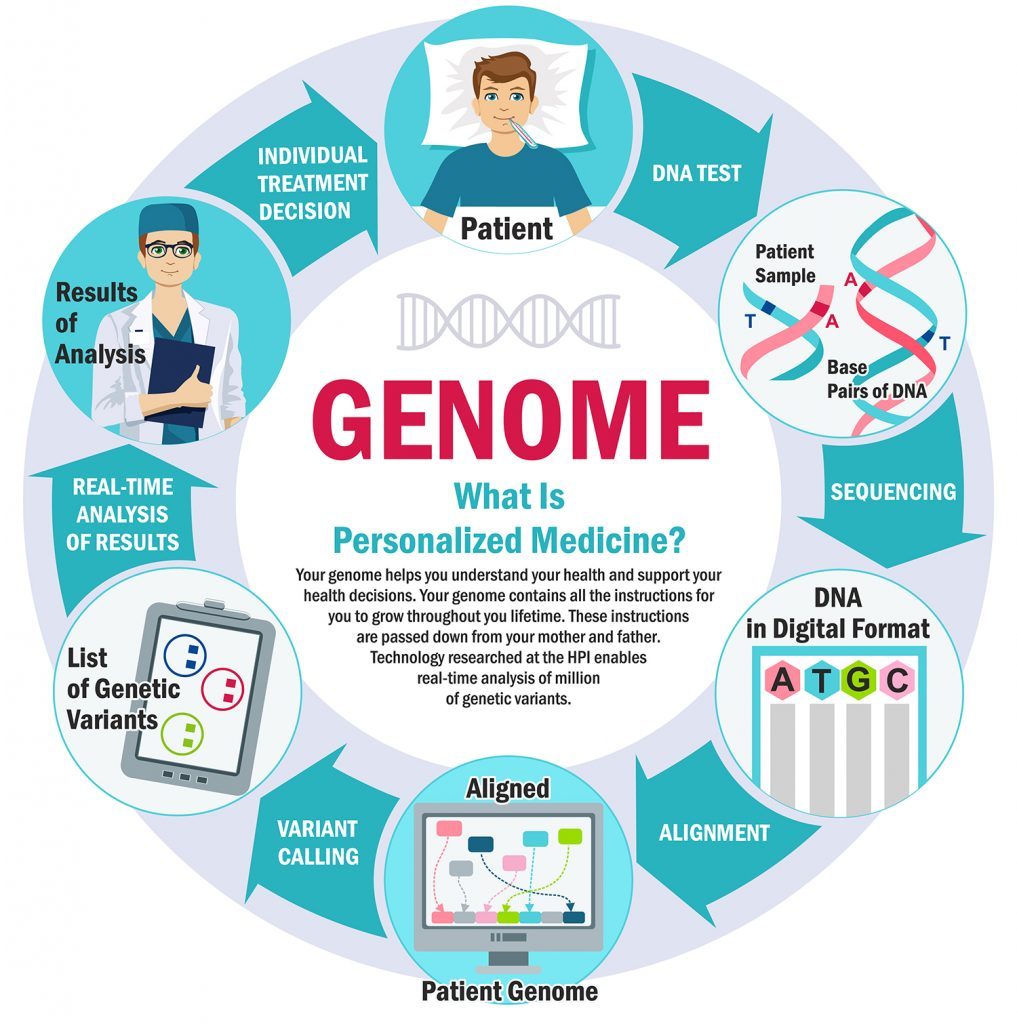 Patient
DNA TEST
Patient
Sample
T
A
A
T
Base
Pairs of DNA
SEQUENCING
DNA
in Digital Format
A T G C
ALIGNMENT
Aligned
Patient Genome
VARIANT
CALLING
List
of Genetic
Variants
REAL-TIME
ANALYSIS
OF RESULTS
Results
of
Analysis
INDIVIDUAL
TREATMENT
DECISION
GENOME
What Is
Personalized Medicine?
Your genome helps you understand your health and support your
health decisions. Your genome contains all the instructions for
you to grow throughout you lifetime. These instructions
are passed down from your mother and father.
Technology researched at the HPI enables
real-time analysis of million
of genetic variants.